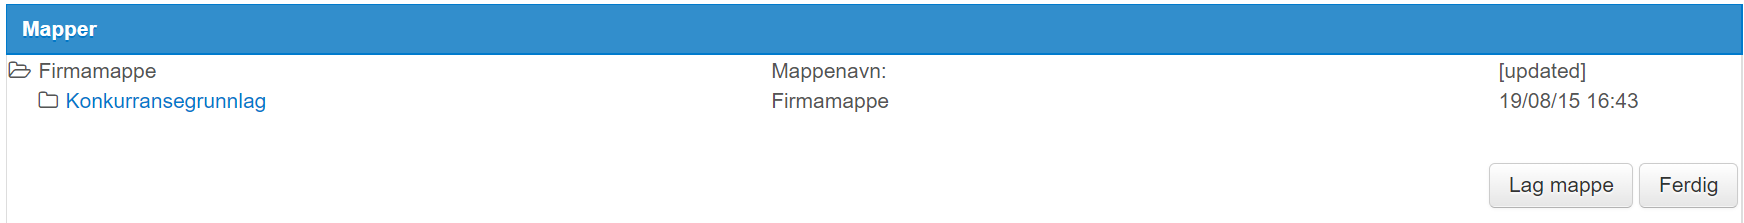 Mapper
Firmamappe Mappenavn: [updated]
Konkurransegrunnlag Firmamappe 19/08/15 16:43
Lag mappe Ferdig